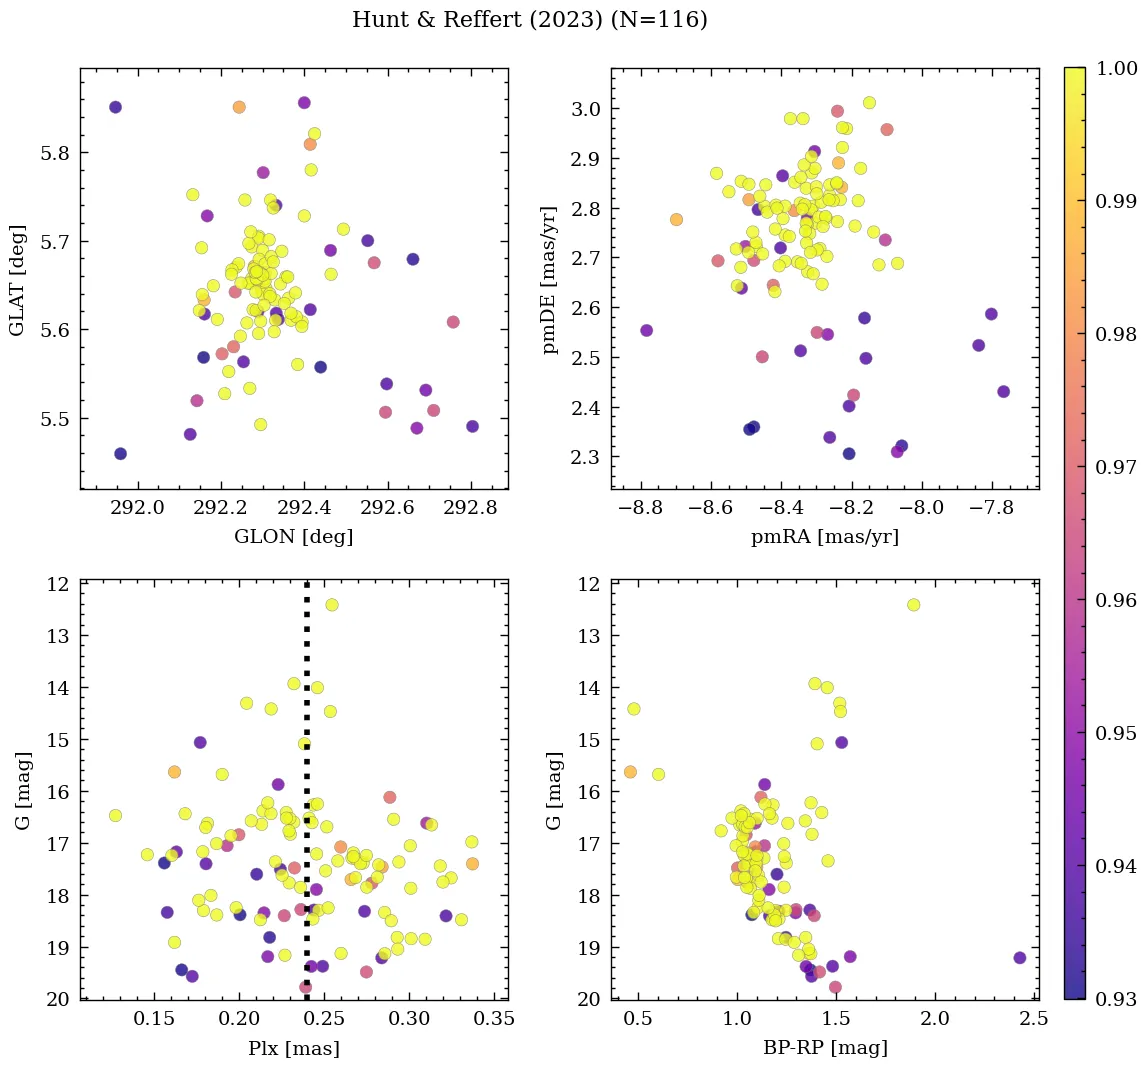 Hunt & Reffert (2023) (N=116)
5.8
5.7
5.6
5.5
GLAT [deg]
292.0 292.2 292.4 292.6 292.8
GLON [deg]
3.0
2.9
2.8
2.7
2.6
2.5
2.4
2.3
pmDE [mas/yr]
−8.8 −8.6 −8.4 −8.2 −8.0 −7.8
pmRA [mas/yr]
12
13
14
15
16
17
18
19
20
G [mag]
0.15 0.20 0.25 0.30 0.35
Plx [mas]
12
13
14
15
16
17
18
19
20
G [mag]
0.5 1.0 1.5 2.0 2.5
BP-RP [mag]
1.00
0.99
0.98
0.97
0.96
0.95
0.94
0.93